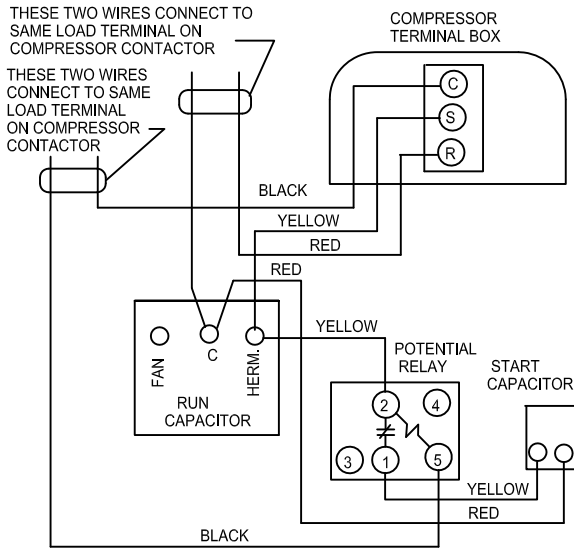 THESE TWO WIRES CONNECT TO
SAME LOAD TERMINAL ON
COMPRESSOR CONTACTOR
THESE TWO WIRES
CONNECT TO SAME
LOAD TERMINAL
ON COMPRESSOR
CONTACTOR
COMPRESSOR
TERMINAL BOX
C
S
R
BLACK
YELLOW
RED
RED
FAN
C
HERM.
RUN
CAPACITOR
YELLOW
POTENTIAL
RELAY
2
4
3
1
5
START
CAPACITOR
YELLOW
RED
BLACK